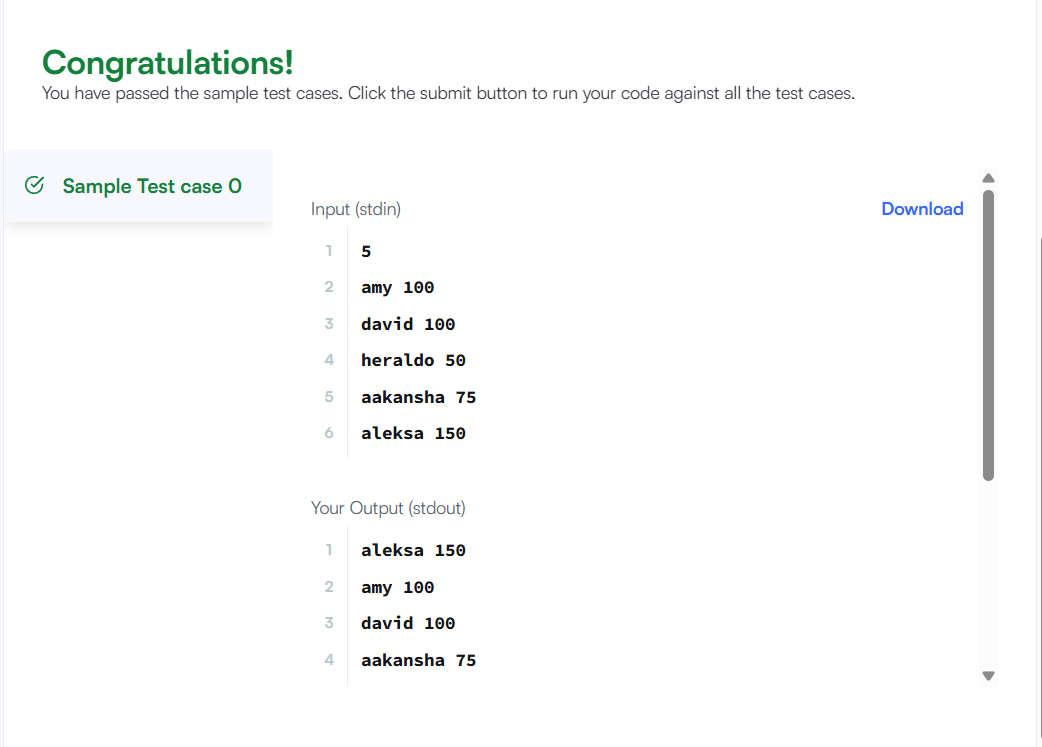 Congratulations!
You have passed the sample test cases. Click the submit button to run your code against all the test cases.
Sample Test case 0
Input (stdin)
Download
1 5
2 amy 100
3 david 100
4 heraldo 50
5 aakansha 75
6 aleksa 150
Your Output (stdout)
1 aleksa 150
2 amy 100
3 david 100
4 aakansha 75